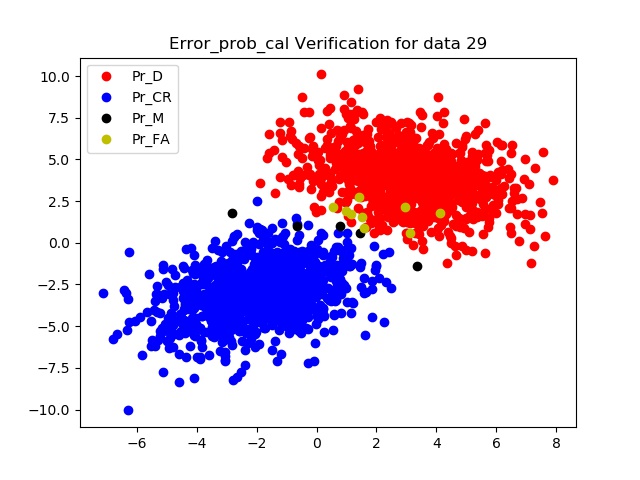 Error_prob_cal Verification for data 29
Pr_D
Pr_CR
Pr_M
Pr_FA
10.0
7.5
5.0
2.5
0.0
−2.5
−5.0
−7.5
−10.0
−6 −4 −2 0 2 4 6 8